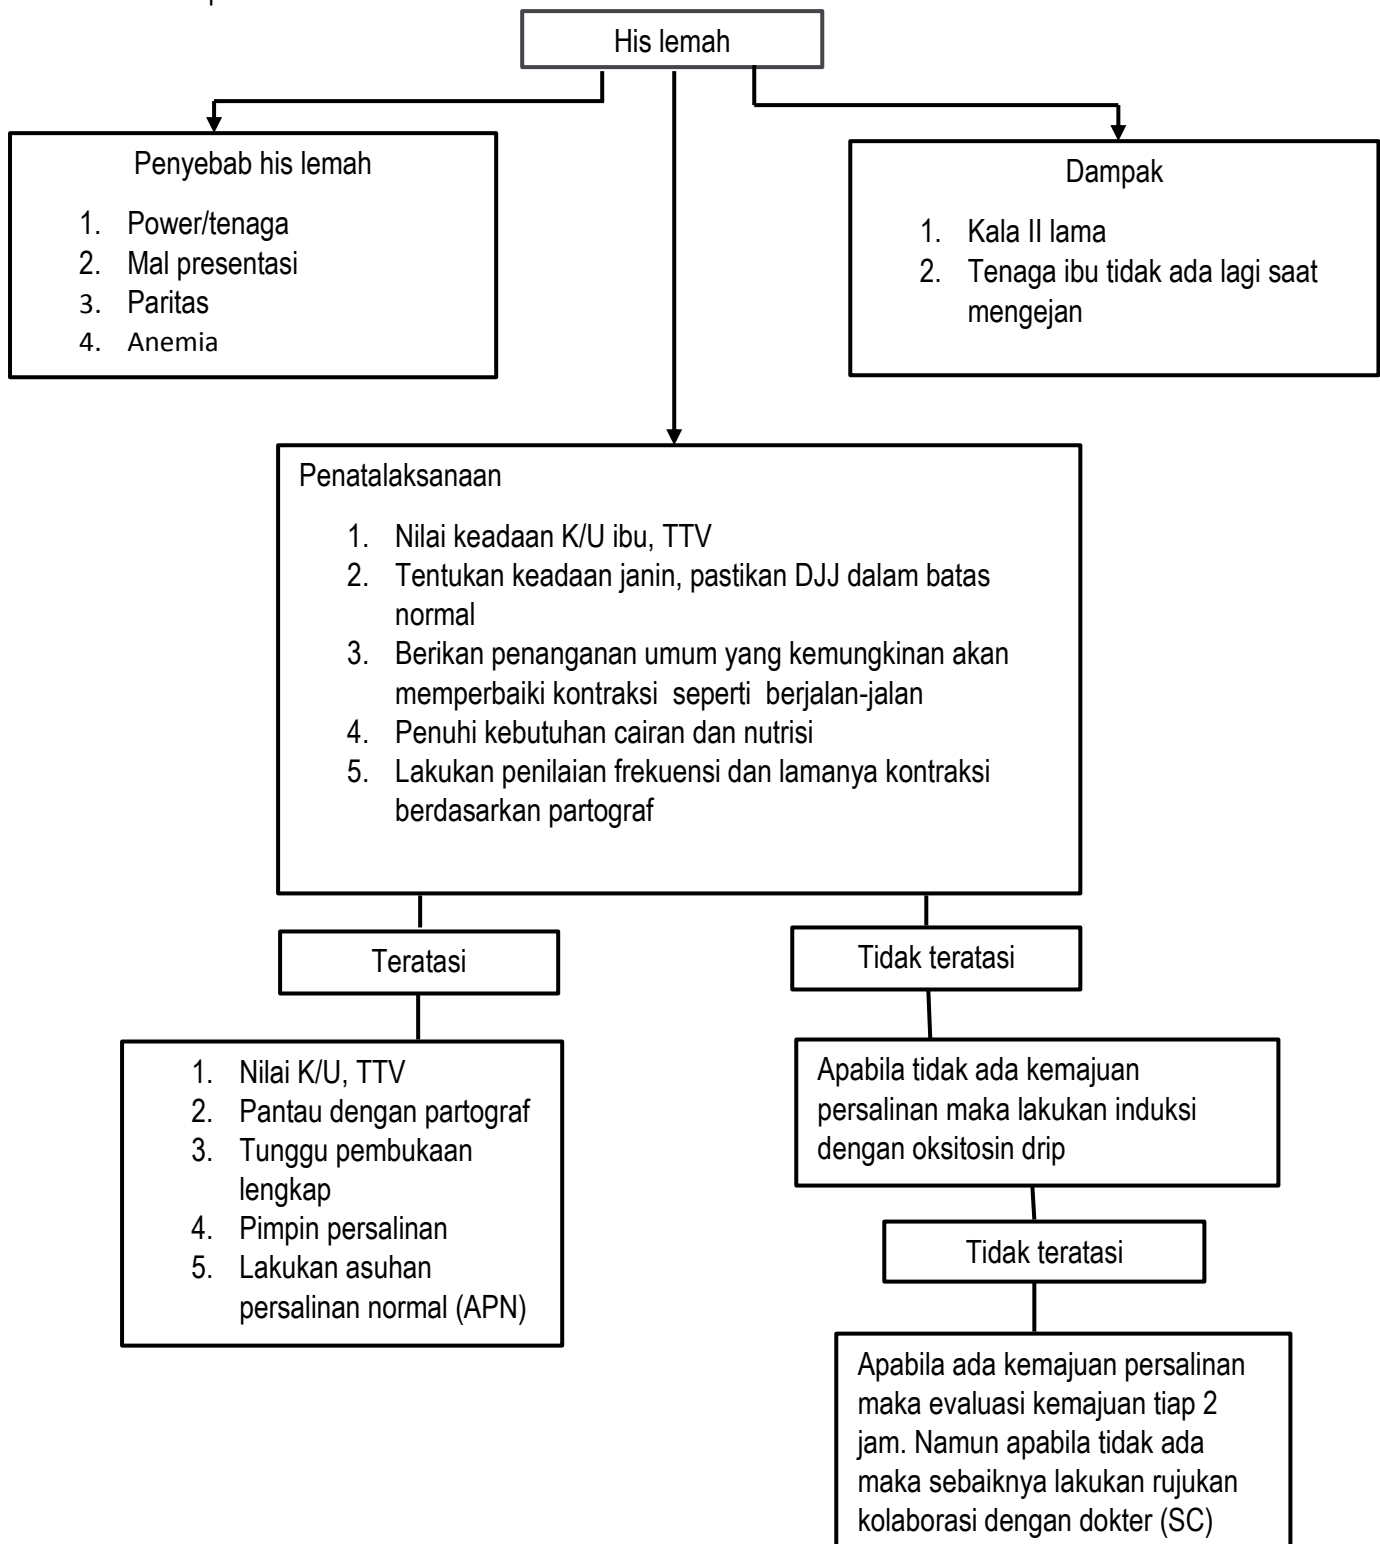 His lemah
Penyebab his lemah
1. Power/tenaga
2. Mal presentasi
3. Paritas
4. Anemia
Dampak
1. Kala II lama
2. Tenaga ibu tidak ada lagi saat
mengejan
Penatalaksanaan
1. Nilai keadaan K/U ibu, TTV
2. Tentukan keadaan janin, pastikan DJJ dalam batas
normal
3. Berikan penanganan umum yang kemungkinan akan
memperbaiki kontraksi seperti berjalan-jalan
4. Penuhi kebutuhan cairan dan nutrisi
5. Lakukan penilaian frekuensi dan lamanya kontraksi
berdasarkan partograf
Teratasi
1. Nilai K/U, TTV
2. Pantau dengan partograf
3. Tunggu pembukaan
lengkap
4. Pimpin persalinan
5. Lakukan asuhan
persalinan normal (APN)
Tidak teratasi
Apabila tidak ada kemajuan
persalinan maka lakukan induksi
dengan oksitosin drip
Tidak teratasi
Apabila ada kemajuan persalinan
maka evaluasi kemajuan tiap 2
jam. Namun apabila tidak ada
maka sebaiknya lakukan rujukan
kolaborasi dengan dokter (SC)